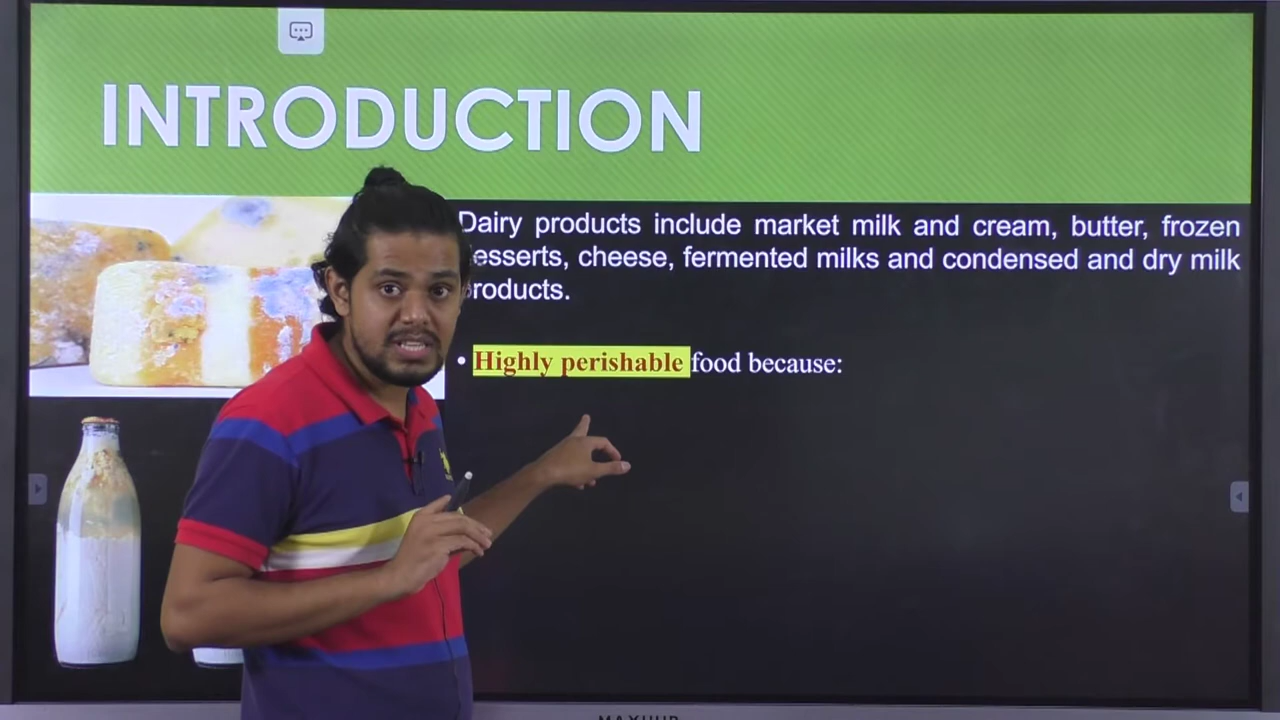 INTRODUCTION
Dairy products include market milk and cream, butter, frozen
esserts, cheese, fermented milks and condensed and dry milk
roducts.
• Highly perishable food because: